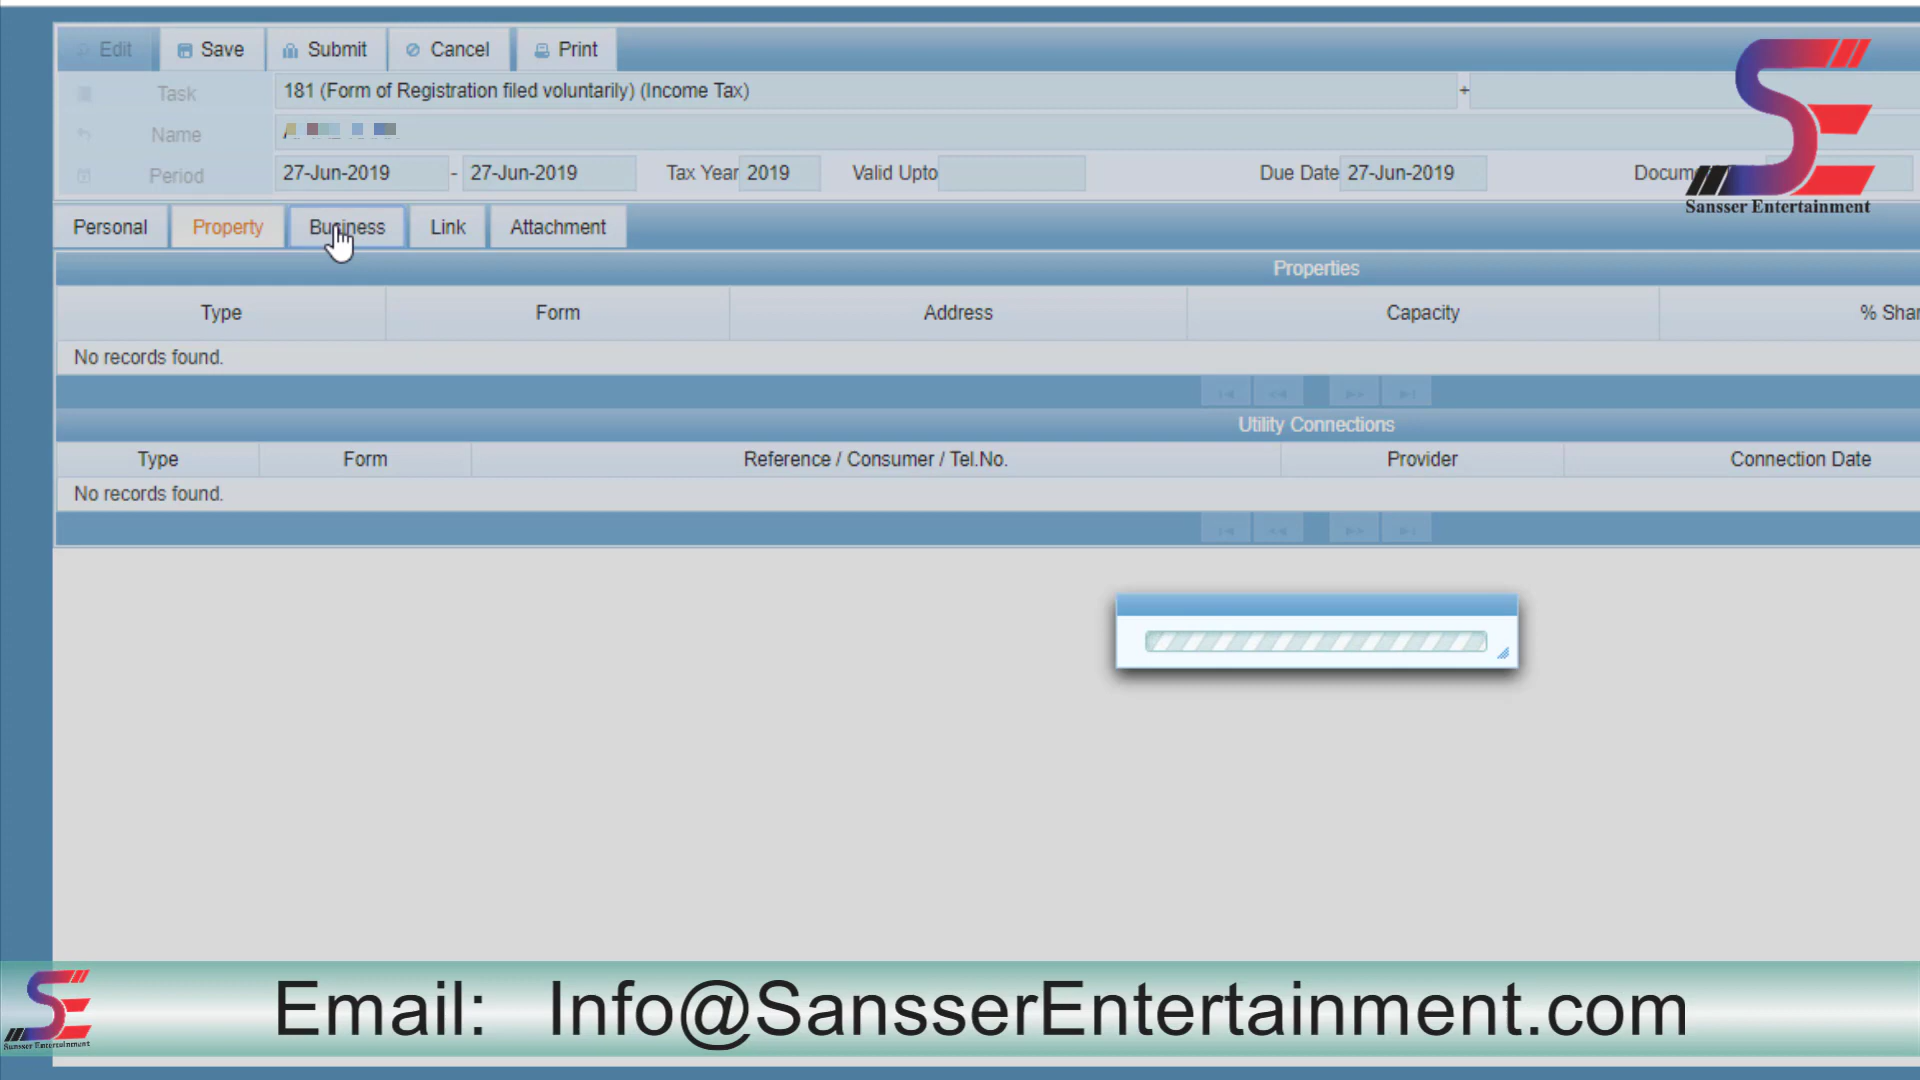 Edit Save Submit Cancel Print
Task 181 (Form of Registration filed voluntarily) (Income Tax) +
Name
Period 27-Jun-2019 - 27-Jun-2019 Tax Year 2019 Valid Upto Due Date 27-Jun-2019
Sansser Entertainment
Personal Property Business Link Attachment
Properties
Type Form Address Capacity
No records found.
Utility Connections
Type Form Reference / Consumer / Tel.No. Provider Connection Date
No records found.
Email: Info@SansserEntertainment.com
Sansser Entertainment